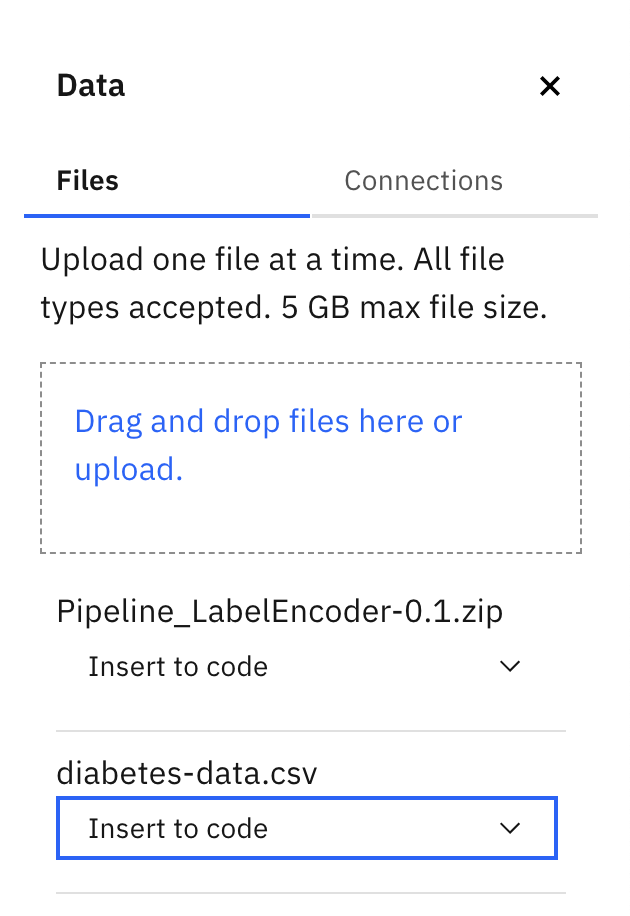 Data
Files
Connections
Upload one file at a time. All file
types accepted. 5 GB max file size.
Drag and drop files here or
upload.
Pipeline_LabelEncoder-0.1.zip
Insert to code
diabetes-data.csv
Insert to code